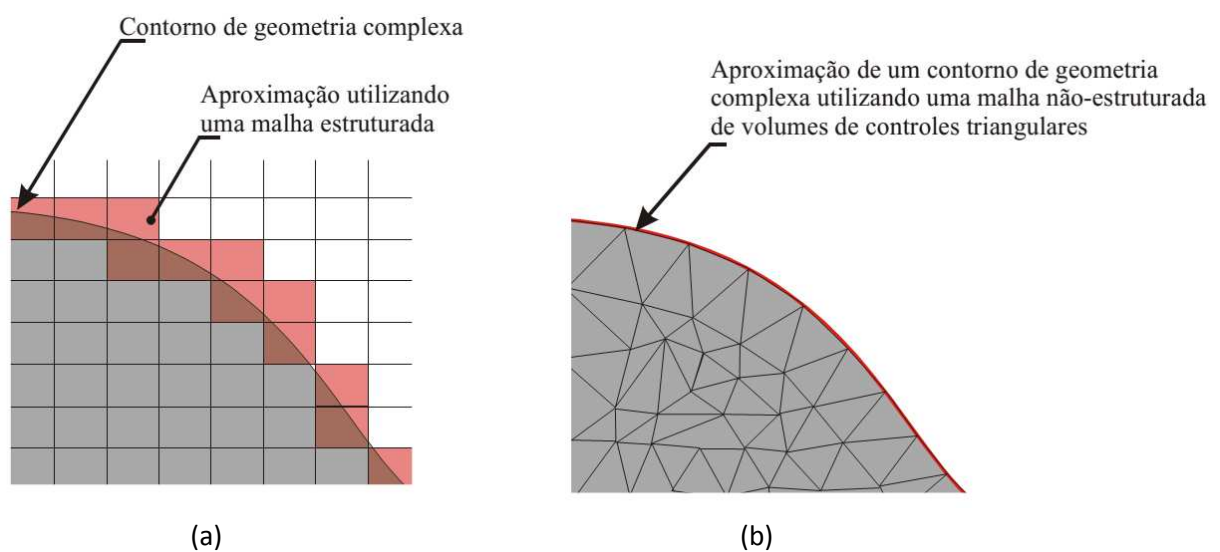 Contorno de geometria complexa
Aproximação utilizando
uma malha estruturada
Aproximação de um contorno de geometria
complexa utilizando uma malha não-estruturada
de volumes de controles triangulares
(a)
(b)